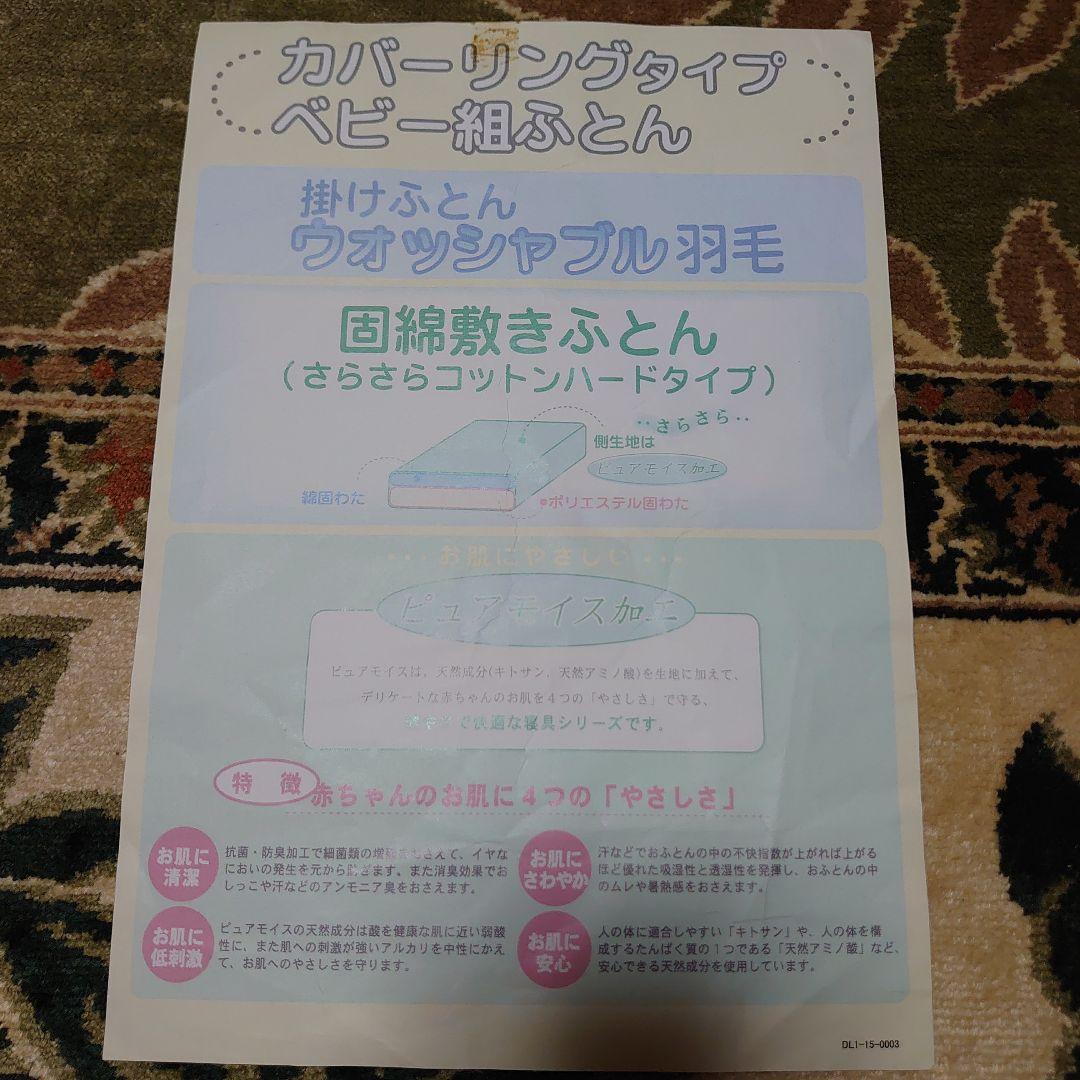 カバーリングタイプ
ベビー組ふとん
掛けふとん
ウオッシャブル羽毛
固綿敷きふとん
（さらさらコットンハードタイプ）
‥さらさら‥
側生地は
ピュアモイス加工
綿固わた
●ポリエステル固わた
・・・お肌にやさしい・・・
ピュアモイス加工
ピュアモイスは、天然成分(キトサン、天然アミノ酸)を生地に加えて、
デリケートな赤ちゃんのお肌を４つの「やさしさ」で守る、
で快適な寝具シリーズです。
特 徴
赤ちゃんのお肌に４つの「やさしさ」
お肌に
清潔
抗菌・防臭加工で細菌類の増殖をおさえて、イヤな
においの発生を元から防ぎます。また消臭効果でお
しっこや汗などのアンモニア臭をおさえます。
お肌に
さわやか
汗などでおふとんの中の不快指数が上がれば上がる
ほど優れた吸湿性と透湿性を発揮し、おふとんの中
のムレや暑熱感をおさえます。
お肌に
低刺激
ピュアモイスの天然成分は酸を健康な肌に近い弱酸
性に、また肌への刺激が強いアルカリを中性にかえ
て、お肌へのやさしさを守ります。
お肌に
安心
人の体に適合しやすい「キトサン」や、人の体を構
成するたんぱく質の１つである「天然アミノ酸」など、
安心できる天然成分を使用しています。
DL1-15-0003